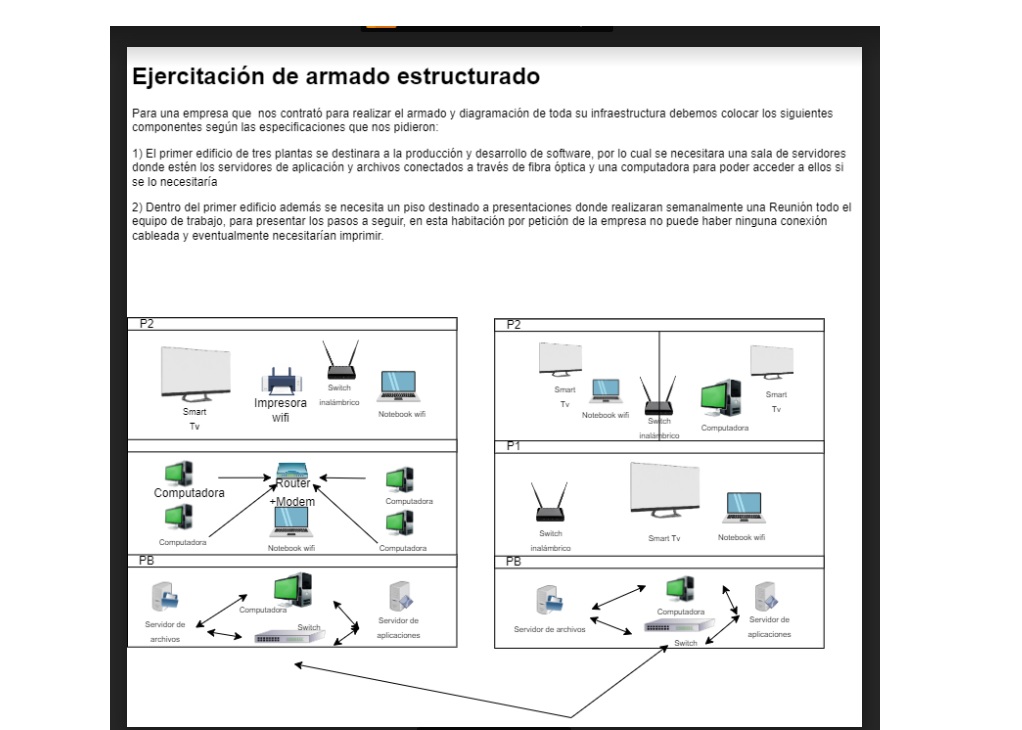 Ejercitación de armado estructurado
Para una empresa que nos contrató para realizar el armado y diagramación de toda su infraestructura debemos colocar los siguientes
componentes según las especificaciones que nos pidieron:
1) El primer edificio de tres plantas se destinara a la producción y desarrollo de software, por lo cual se necesitara una sala de servidores
donde estén los servidores de aplicación y archivos conectados a través de fibra óptica y una computadora para poder acceder a ellos si
se lo necesitaría
2) Dentro del primer edificio además se necesita un piso destinado a presentaciones donde realizaran semanalmente una Reunión todo el
equipo de trabajo, para presentar los pasos a seguir, en esta habitación por petición de la empresa no puede haber ninguna conexión
cableada y eventualmente necesitarían imprimir.
P2
Smart
Tv
Impresora
wifi
Switch
inalámbrico
Notebook wifi
Computadora
Computadora
Router
+Modem
Notebook wifi
Computadora
Computadora
PB
Servidor de
archivos
Computadora
Switch
Servidor de
aplicaciones
P2
Smart
Tv
Notebook wifi
Switch
inalámbrico
Computadora
Smart
Tv
P1
Switch
inalámbrico
Smart Tv
Notebook wifi
PB
Servidor de archivos
Computadora
Switch
Servidor de
aplicaciones